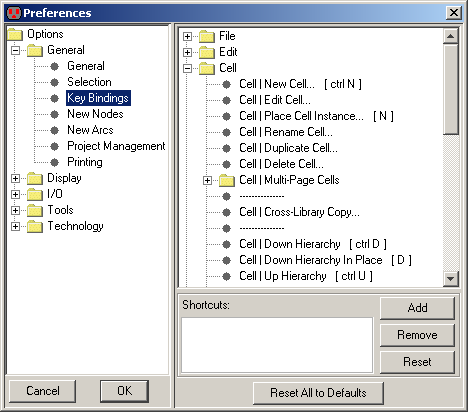 Preferences
Options
General
General
Selection
Key Bindings
New Nodes
New Arcs
Project Management
Printing
Display
I/O
Tools
Technology
Cancel
OK
File
Edit
Cell
Cell | New Cell... [ ctrl N ]
Cell | Edit Cell...
Cell | Place Cell Instance... [ N ]
Cell | Rename Cell...
Cell | Duplicate Cell...
Cell | Delete Cell...
Cell | Multi-Page Cells
---------------
Cell | Cross-Library Copy...
---------------
Cell | Down Hierarchy [ ctrl D ]
Cell | Down Hierarchy In Place [ D ]
Cell | Up Hierarchy [ ctrl U ]
Shortcuts:
Add
Remove
Reset
Reset All to Defaults